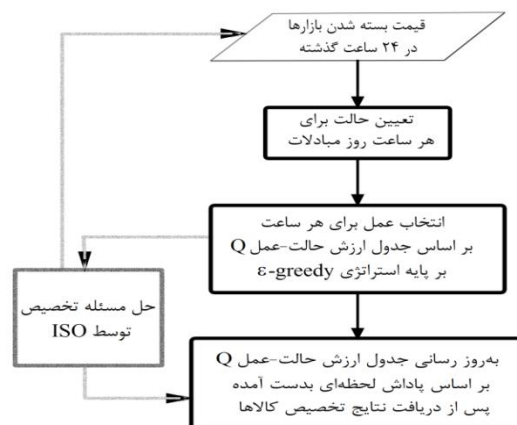 قیمت بسته شدن بازارها
در ۲۴ ساعت گذشته
تعیین حالت برای
هر ساعت روز مبادلات
انتخاب عمل برای هر ساعت
بر اساس جدول ارزش حالت-عمل Q
بر پایه استراتژی ε-greedy
حل مسئله تخصیص
توسط ISO
به‌روز رسانی جدول ارزش حالت-عمل Q
بر اساس پاداش لحظه‌ای بدست آمده
پس از دریافت نتایج تخصیص کالاها